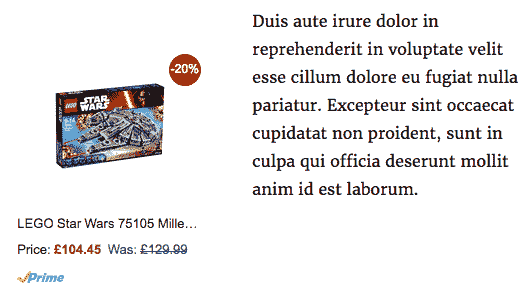 -20%
LEGO
STAR
WARS
LEGO Star Wars 75105 Mille…
Price: £104.45 Was: £129.99
Prime
Duis aute irure dolor in
reprehenderit in voluptate velit
esse cillum dolore eu fugiat nulla
pariatur. Excepteur sint occaecat
cupidatat non proident, sunt in
culpa qui officia deserunt mollit
anim id est laborum.